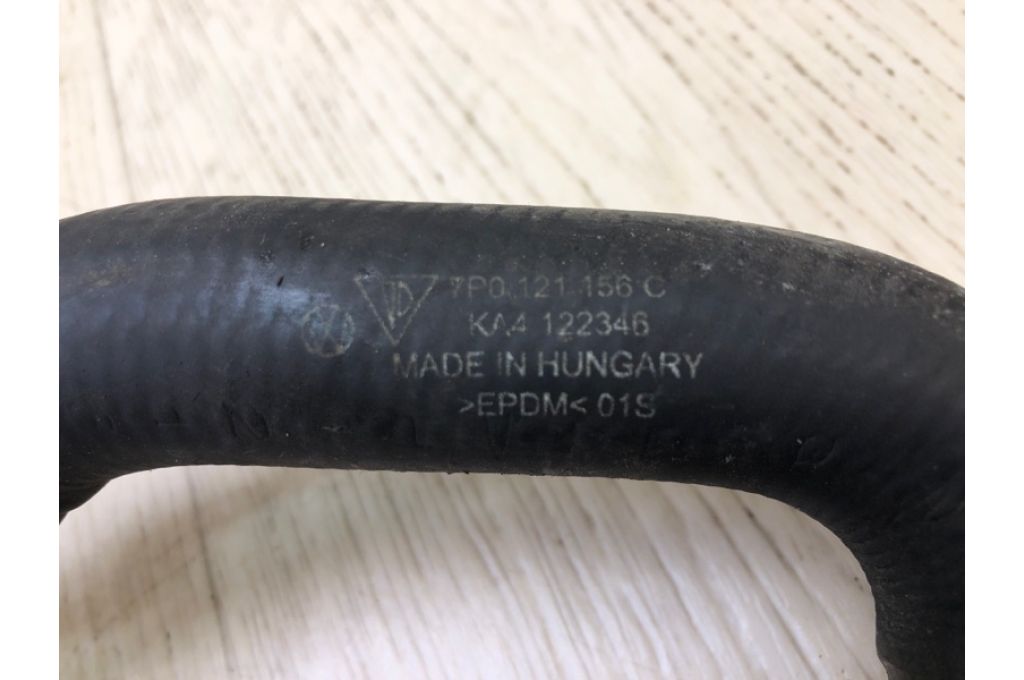 7P0.121.156 C
KA4 122346
MADE IN HUNGARY
>EPDM< 01S